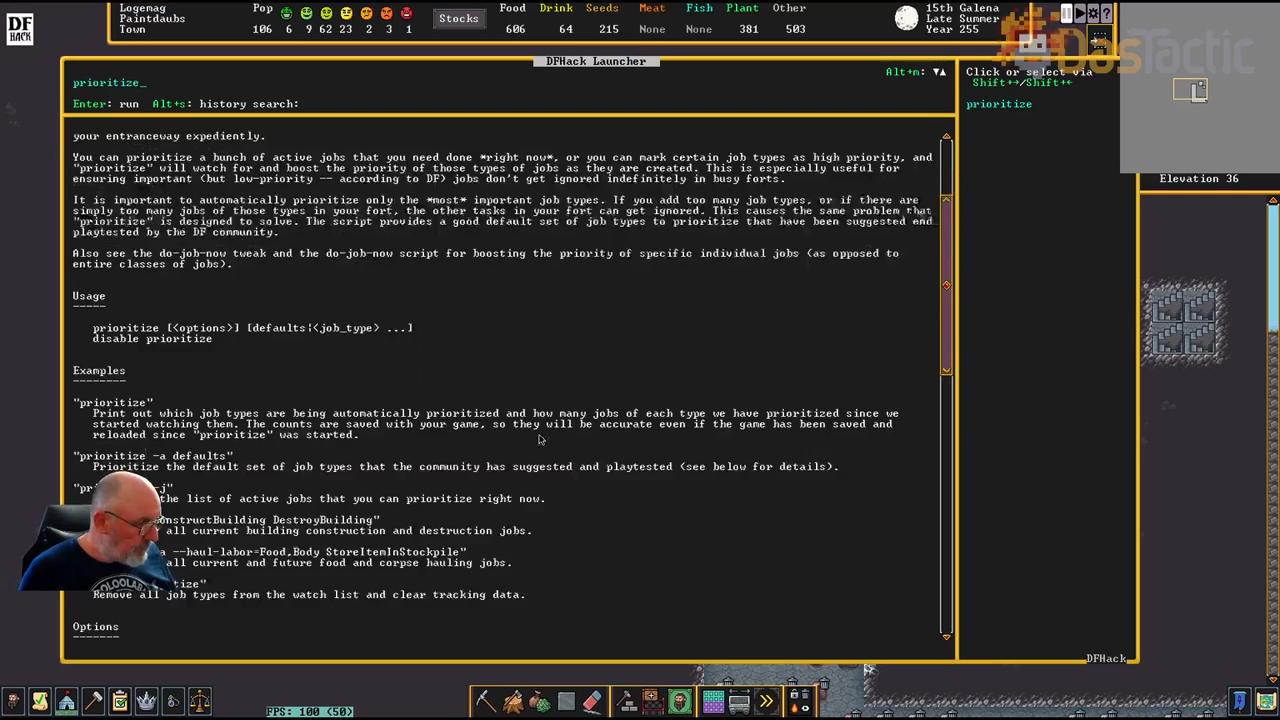 DF
HACK
Logemag
Paintdaubs
Town
Pop
106 6 9 62 23 2 3 1
Stocks
Food Drink Seeds Meat Fish Plant Other
606 64 215 None None 381 503
15th Galena
Late Summer
Year 255
DasTactic
DFHack Launcher
Alt+m:
prioritize_
Enter: run Alt+s: history search:
Click or select via
prioritize
Elevation 36
your entranceway expediently.
You can prioritize a bunch of active jobs that you need done *right now*, or you can mark certain job types as high priority, and
"prioritize" will watch for and boost the priority of those types of jobs as they are created. This is especially useful for
ensuring important (but low-priority -- according to DF) jobs don't get ignored indefinitely in busy forts.
It is important to automatically prioritize only the *most* important job types. If you add too many job types, or if there are
simply too many jobs of those types in your fort, the other tasks in your fort can get ignored. This causes the same problem that
"prioritize" is designed to solve. The script provides a good default set of job types to prioritize that have been suggested and
playtested by the DF community.
Also see the do-job-now tweak and the do-job-now script for boosting the priority of specific individual jobs (as opposed to
entire classes of jobs).
Usage
-----
prioritize [<options>] [defaults|<job_type> ...]
disable prioritize
Examples
--------
"prioritize"
Print out which job types are being automatically prioritized and how many jobs of each type we have prioritized since we
started watching them. The counts are saved with your game, so they will be accurate even if the game has been saved and
reloaded since "prioritize" was started.
"prioritize -a defaults"
Prioritize the default set of job types that the community has suggested and playtested (see below for details).
"pri -j"
the list of active jobs that you can prioritize right now.
onstructBuilding DestroyBuilding"
all current building construction and destruction jobs.
a --haul-labor=Food,Body StoreItemInStockpile"
all current and future food and corpse hauling jobs.
tize"
Remove all job types from the watch list and clear tracking data.
Options
-------
DFHack
FPS: 100 (50)